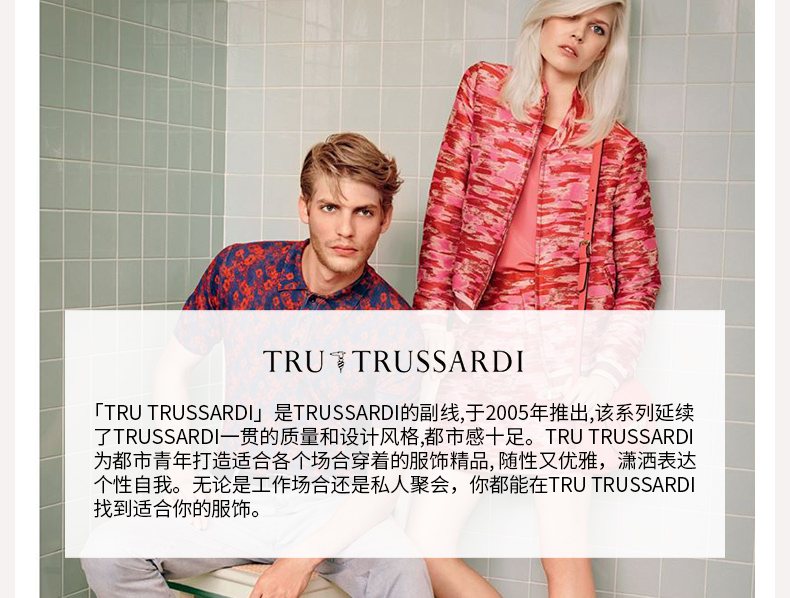 TRU TRUSSARDI
「TRU TRUSSARDI」是TRUSSARDI的副线,于2005年推出,该系列延续
了TRUSSARDI一贯的质量和设计风格,都市感十足。TRU TRUSSARDI
为都市青年打造适合各个场合穿着的服饰精品,随性又优雅，潇洒表达
个性自我。无论是工作场合还是私人聚会，你都能在TRU TRUSSARDI
找到适合你的服饰。